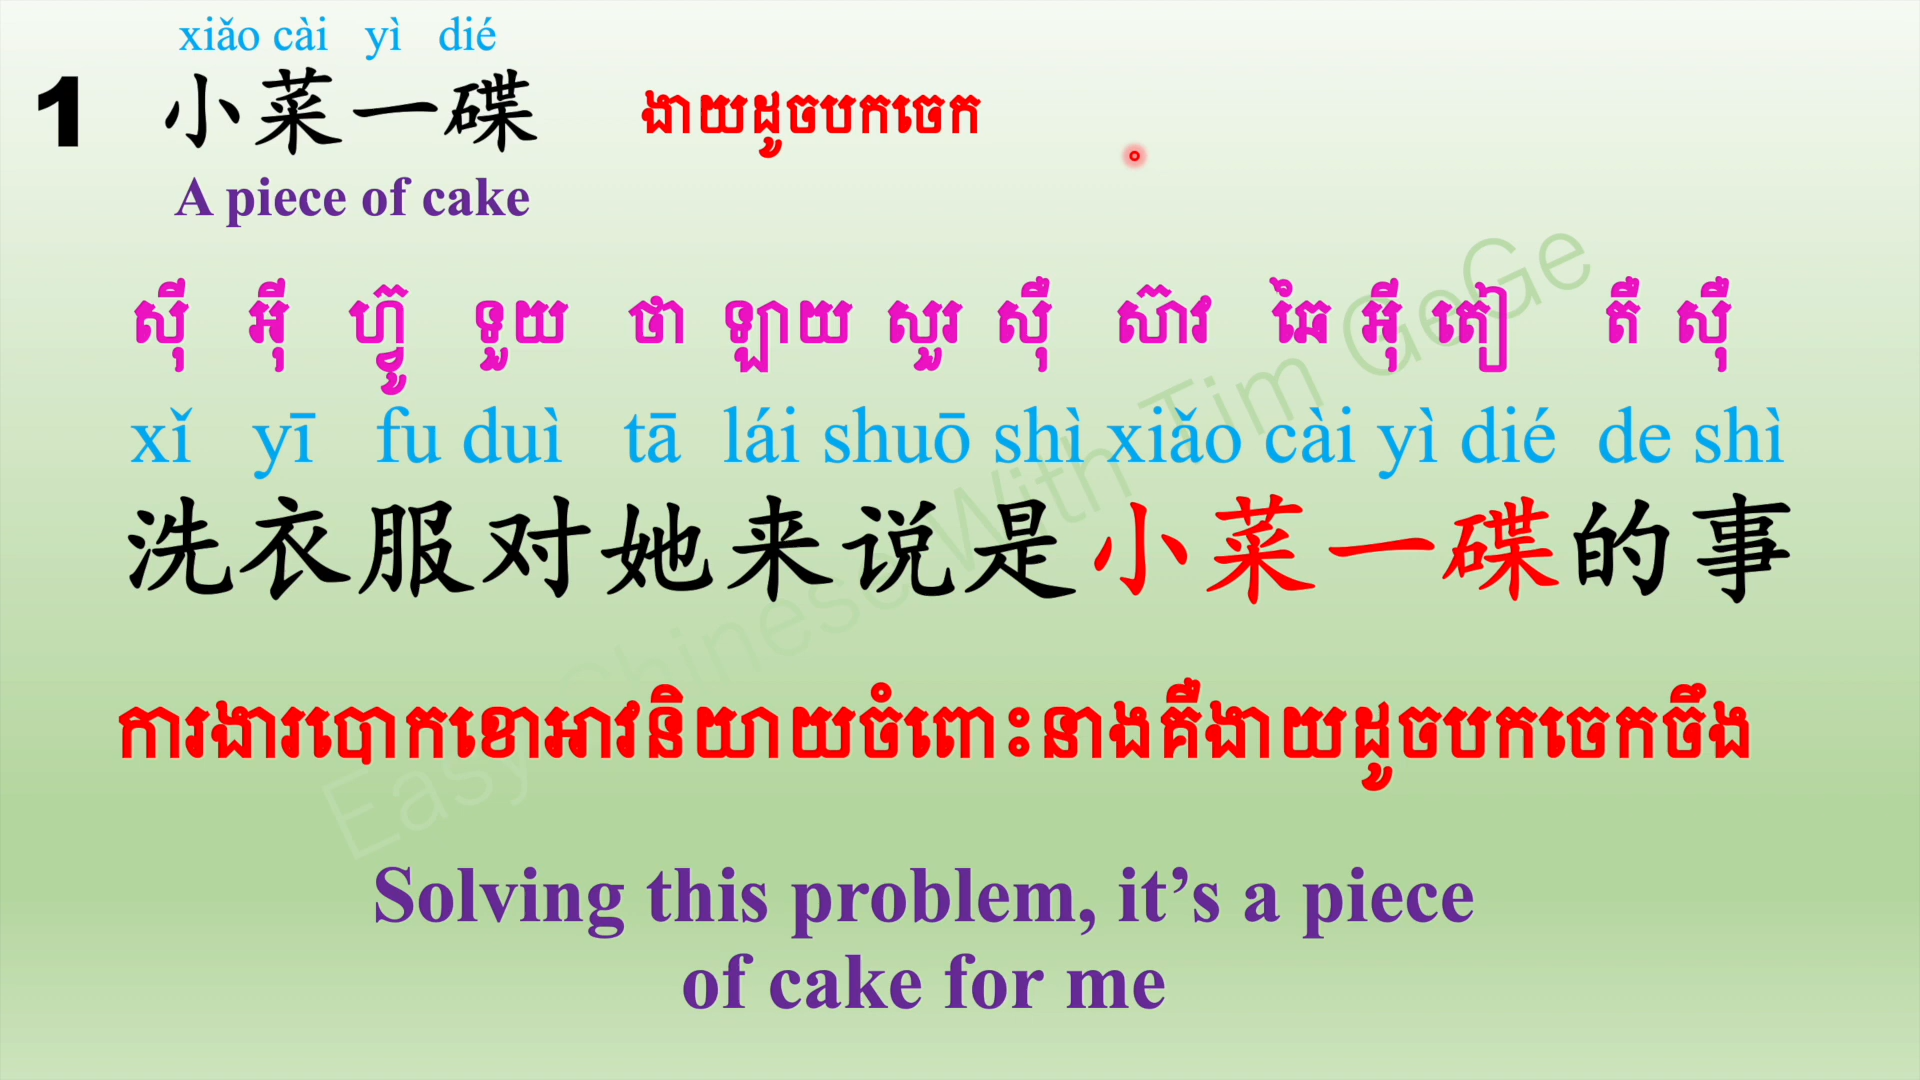 xiǎo cài yì dié
1 小菜一碟 ងាយដូចបកចេក
A piece of cake
ស៊ី អ៊ី ហ្វ៊ូ ទួយ ថា ឡាយ សួរ ស៊ឺ ស៊ាវ ឆៃ អ៊ី តៀ តឺ ស៊ឺ
xǐ yī fu duì tā lái shuō shì xiǎo cài yì dié de shì
洗衣服对她来说是小菜一碟的事
ការងារបោកខោអាវនិយាយចំពោះនាងគឺងាយដូចបកចេកចឹង
Solving this problem, it’s a piece
of cake for me
Easy Chinese With Tim GeGe